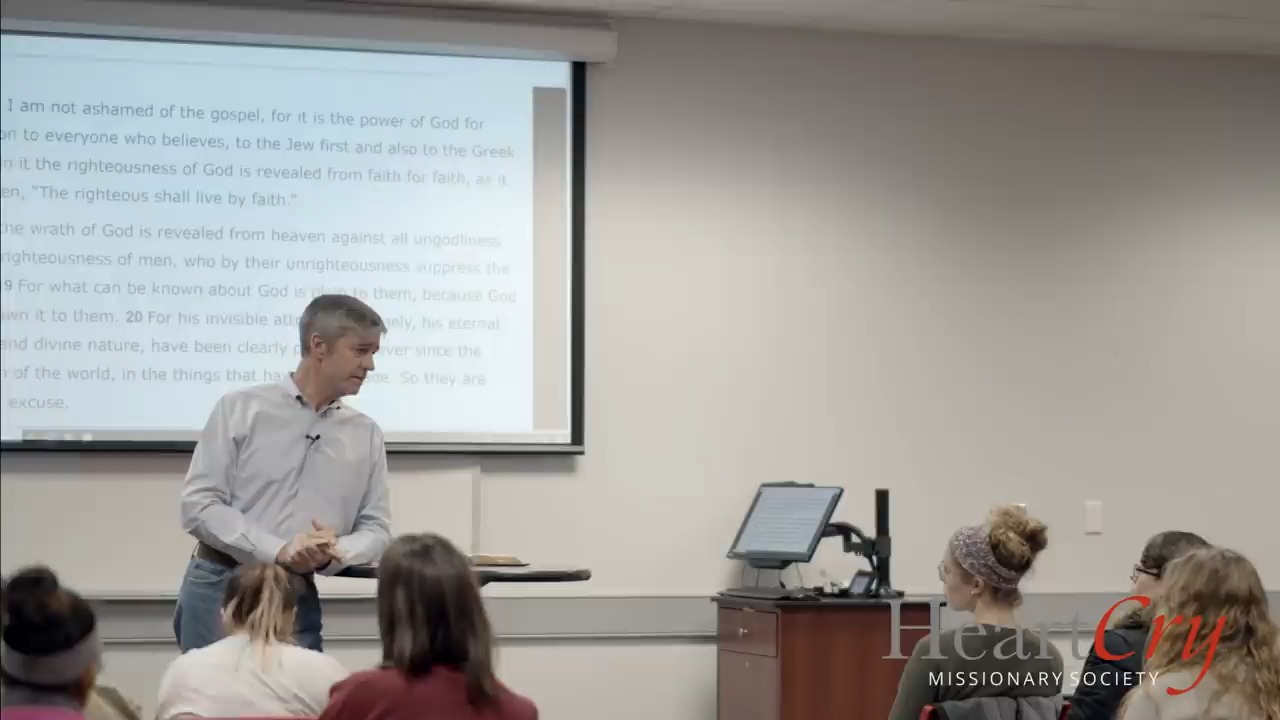 I am not ashamed of the gospel, for it is the power of God for
on to everyone who believes, to the Jew first and also to the Greek.
n it the righteousness of God is revealed from faith for faith, as it
en, "The righteous shall live by faith."
he wrath of God is revealed from heaven against all ungodliness
righteousness of men, who by their unrighteousness suppress the
9 For what can be known about God is plain to them, because God
wn it to them. 20 For his invisible att ely, his eternal
and divine nature, have been clearly p ever since the
of the world, in the things that ha de. So they are
excuse.
HeartCry
MISSIONARY SOCIETY